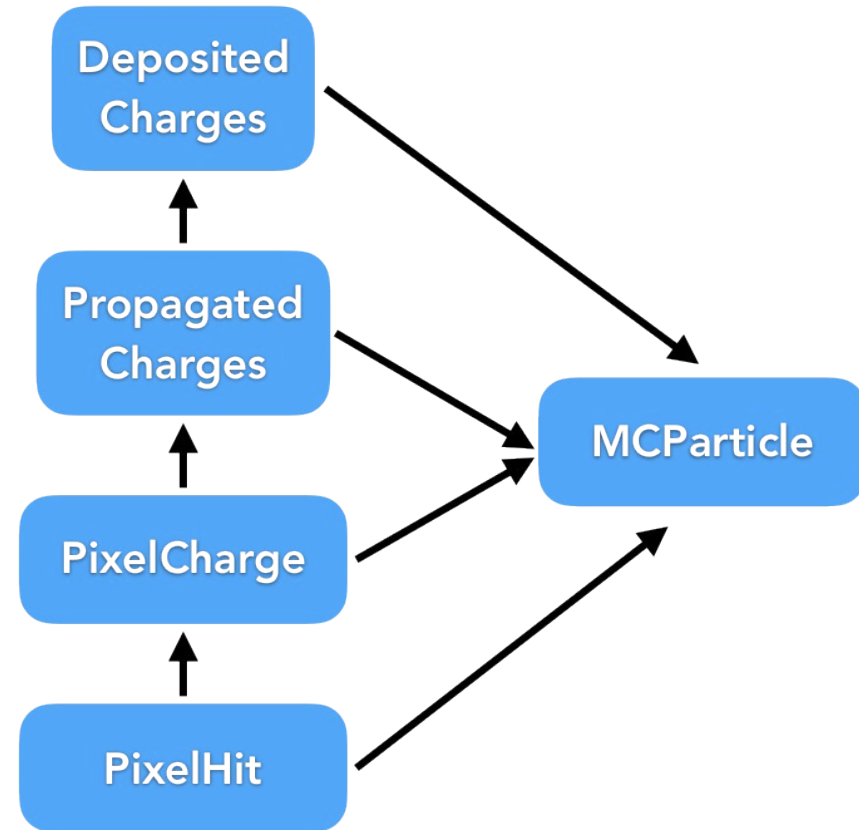 Deposited
Charges
Propagated
Charges
MCParticle
PixelCharge
PixelHit